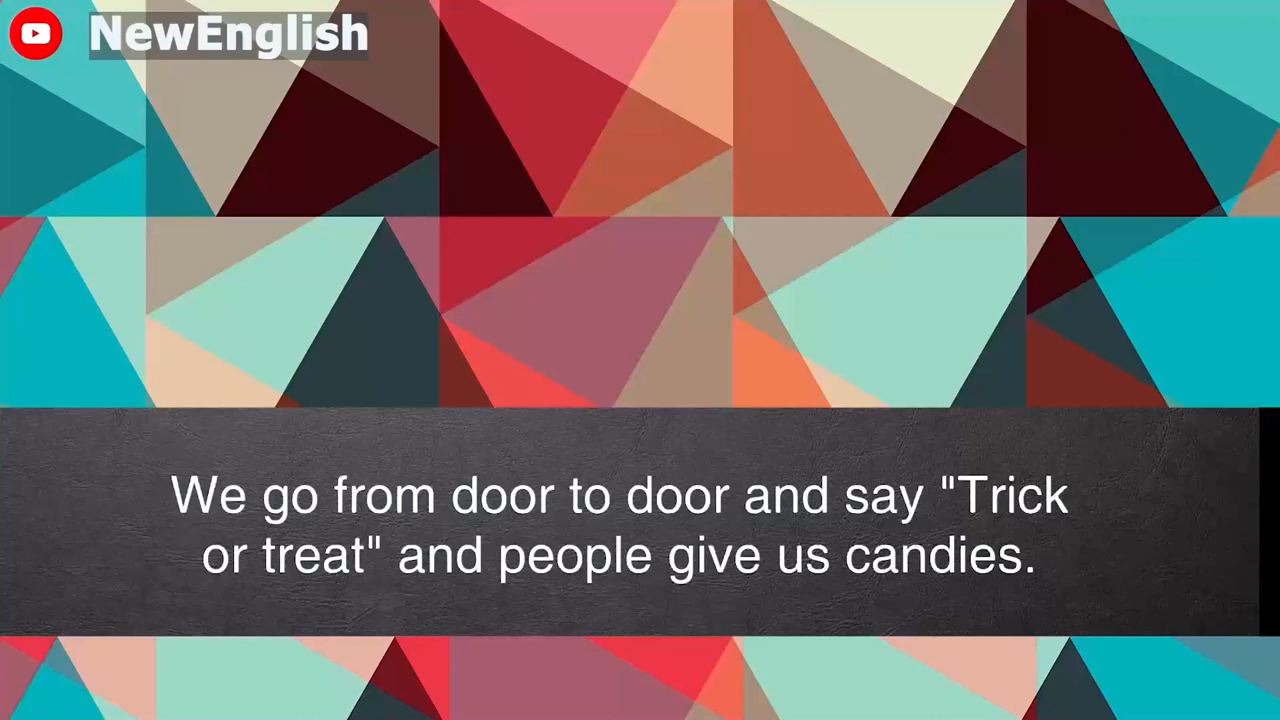 NewEnglish
We go from door to door and say "Trick
or treat" and people give us candies.